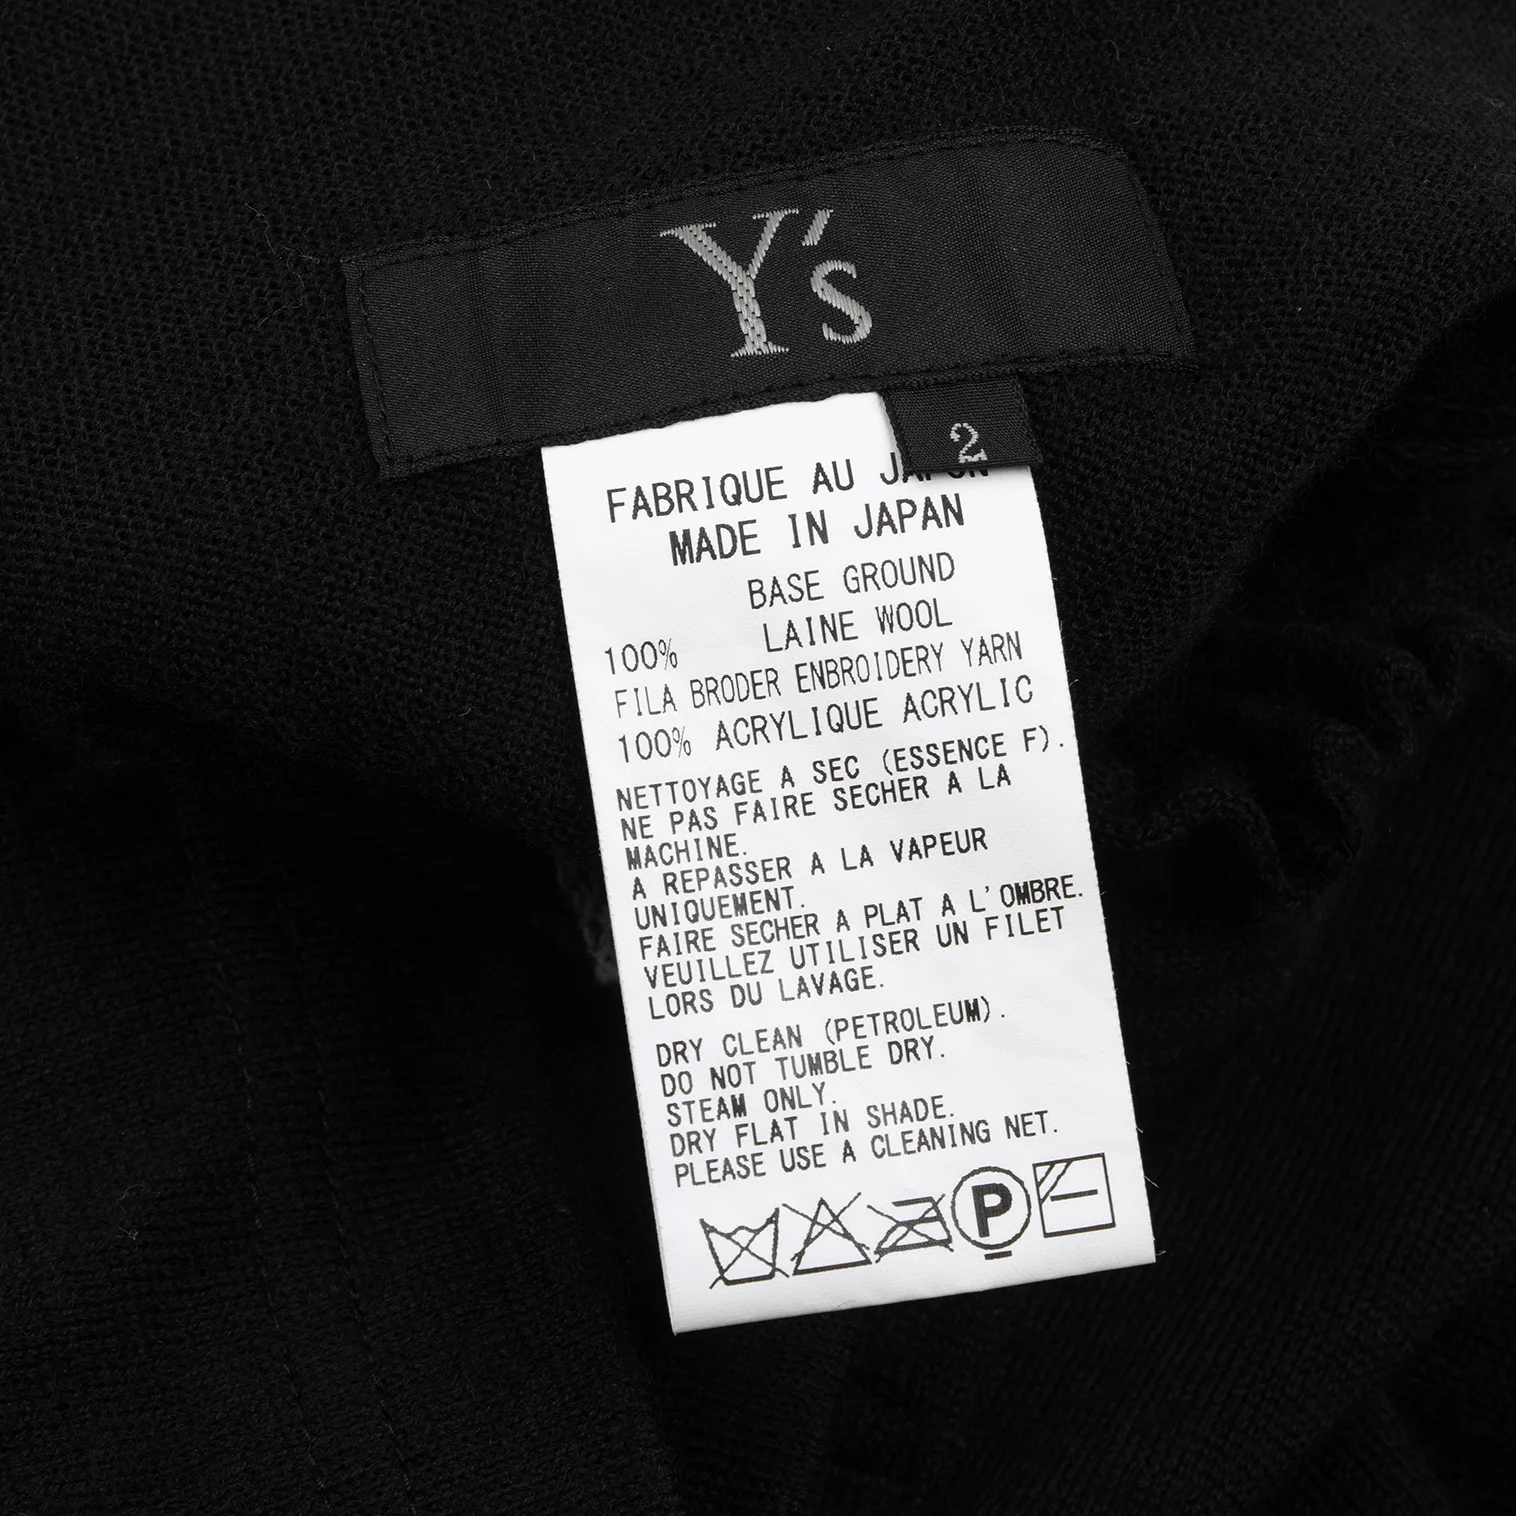 Y's
2
FABRIQUE AU JAPON
MADE IN JAPAN
BASE GROUND
100% LAINE WOOL
FILA BRODER ENBROIDERY YARN
100% ACRYLIQUE ACRYLIC
NETTOYAGE A SEC (ESSENCE F).
NE PAS FAIRE SECHER A LA
MACHINE.
A REPASSER A LA VAPEUR
UNIQUEMENT.
FAIRE SECHER A PLAT A L'OMBRE.
VEUILLEZ UTILISER UN FILET
LORS DU LAVAGE.
DRY CLEAN (PETROLEUM).
DO NOT TUMBLE DRY.
STEAM ONLY.
DRY FLAT IN SHADE.
PLEASE USE A CLEANING NET.
P